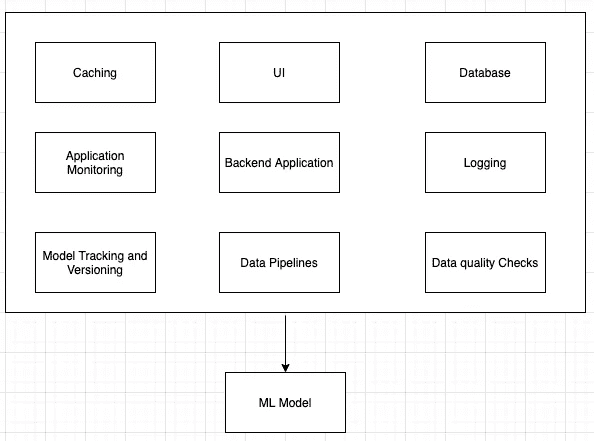 Caching
UI
Database
Application
Monitoring
Backend Application
Logging
Model Tracking and
Versioning
Data Pipelines
Data quality Checks
ML Model